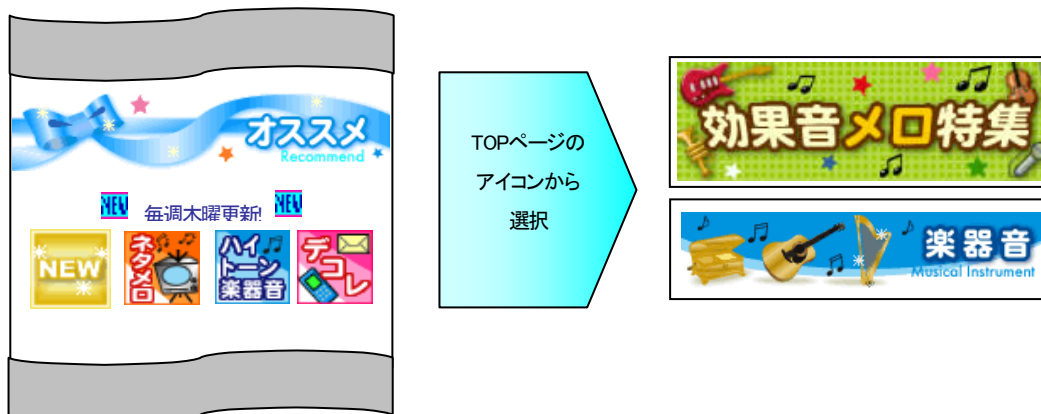 オススメ
Recommend
NEW 毎週木曜更新! NEW
NEW
ネタメロ
ハイトーン楽器音
デコレ
TOPページの
アイコンから
選択
効果音メロ特集
楽器音
Musical Instrument